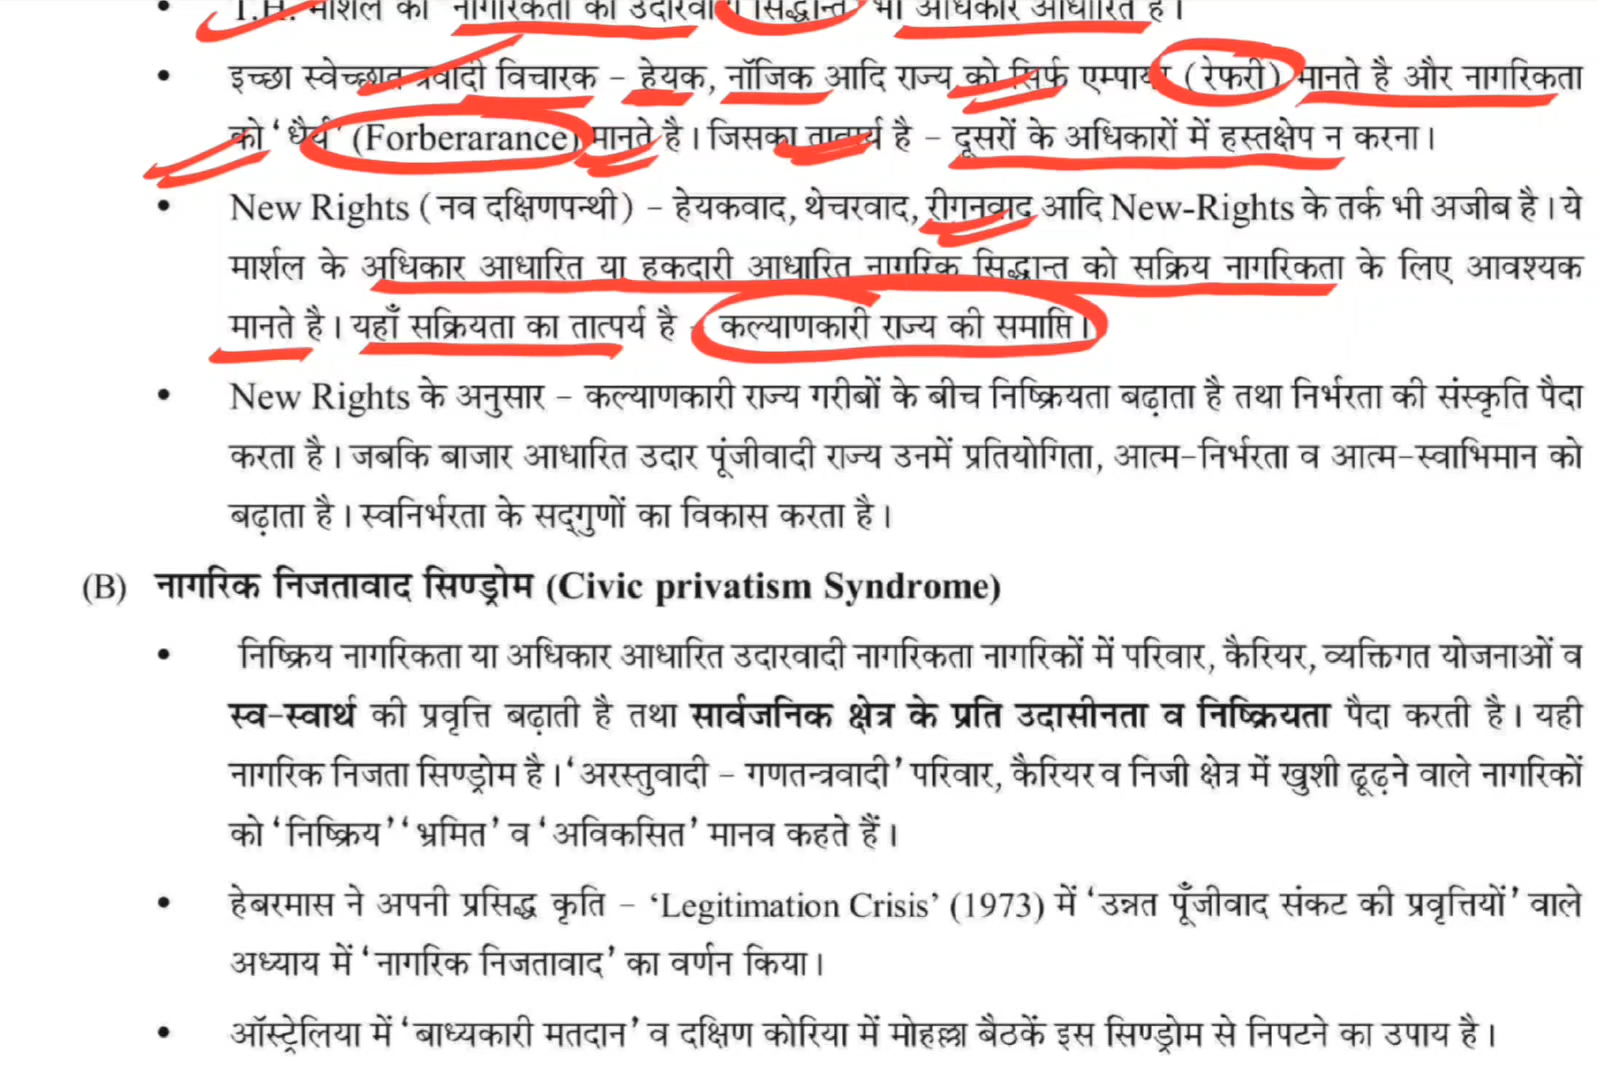 • T.H. मार्शल का नागरिकता का उदारवादी सिद्धान्त भी अधिकार आधारित है।
• इच्छा स्वेच्छातन्त्रवादी विचारक – हेयक, नॉजिक आदि राज्य को सिर्फ एम्पायर (रेफरी) मानते है और नागरिकता
को ‘धैर्य’ (Forberarance) मानते है। जिसका तात्पर्य है – दूसरों के अधिकारों में हस्तक्षेप न करना।
• New Rights (नव दक्षिणपन्थी) – हेयकवाद, थेचरवाद, रीगनवाद आदि New-Rights के तर्क भी अजीब है। ये
मार्शल के अधिकार आधारित या हकदारी आधारित नागरिक सिद्धान्त को सक्रिय नागरिकता के लिए आवश्यक
मानते है। यहाँ सक्रियता का तात्पर्य है – कल्याणकारी राज्य की समाप्ति।
• New Rights के अनुसार – कल्याणकारी राज्य गरीबों के बीच निष्क्रियता बढ़ाता है तथा निर्भरता की संस्कृति पैदा
करता है। जबकि बाजार आधारित उदार पूंजीवादी राज्य उनमें प्रतियोगिता, आत्म-निर्भरता व आत्म-स्वाभिमान को
बढ़ाता है। स्वनिर्भरता के सद्‌गुणों का विकास करता है।
(B) नागरिक निजतावाद सिण्ड्रोम (Civic privatism Syndrome)
• निष्क्रिय नागरिकता या अधिकार आधारित उदारवादी नागरिकता नागरिकों में परिवार, कैरियर, व्यक्तिगत योजनाओं व
स्व-स्वार्थ की प्रवृत्ति बढ़ाती है तथा सार्वजनिक क्षेत्र के प्रति उदासीनता व निष्क्रियता पैदा करती है। यही
नागरिक निजता सिण्ड्रोम है। ‘अरस्तुवादी – गणतन्त्रवादी’ परिवार, कैरियर व निजी क्षेत्र में खुशी ढूढ़ने वाले नागरिकों
को ‘निष्क्रिय’ ‘भ्रमित’ व ‘अविकसित’ मानव कहते हैं।
• हेबरमास ने अपनी प्रसिद्ध कृति – ‘Legitimation Crisis’ (1973) में ‘उन्नत पूँजीवाद संकट की प्रवृत्तियों’ वाले
अध्याय में ‘नागरिक निजतावाद’ का वर्णन किया।
• ऑस्ट्रेलिया में ‘बाध्यकारी मतदान’ व दक्षिण कोरिया में मोहल्ला बैठकें इस सिण्ड्रोम से निपटने का उपाय है।